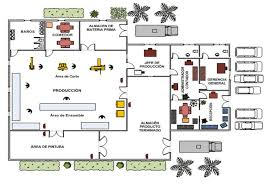 BAÑOS
COMEDOR
ALMACÉN DE
MATERIA PRIMA
Área de Corte
JEFE DE
PRODUCCIÓN
GERENCIA
GENERAL
PRODUCCIÓN
Área de Ensamble
ALMACÉN
PRODUCTO
TERMINADO
ÁREA DE PINTURA